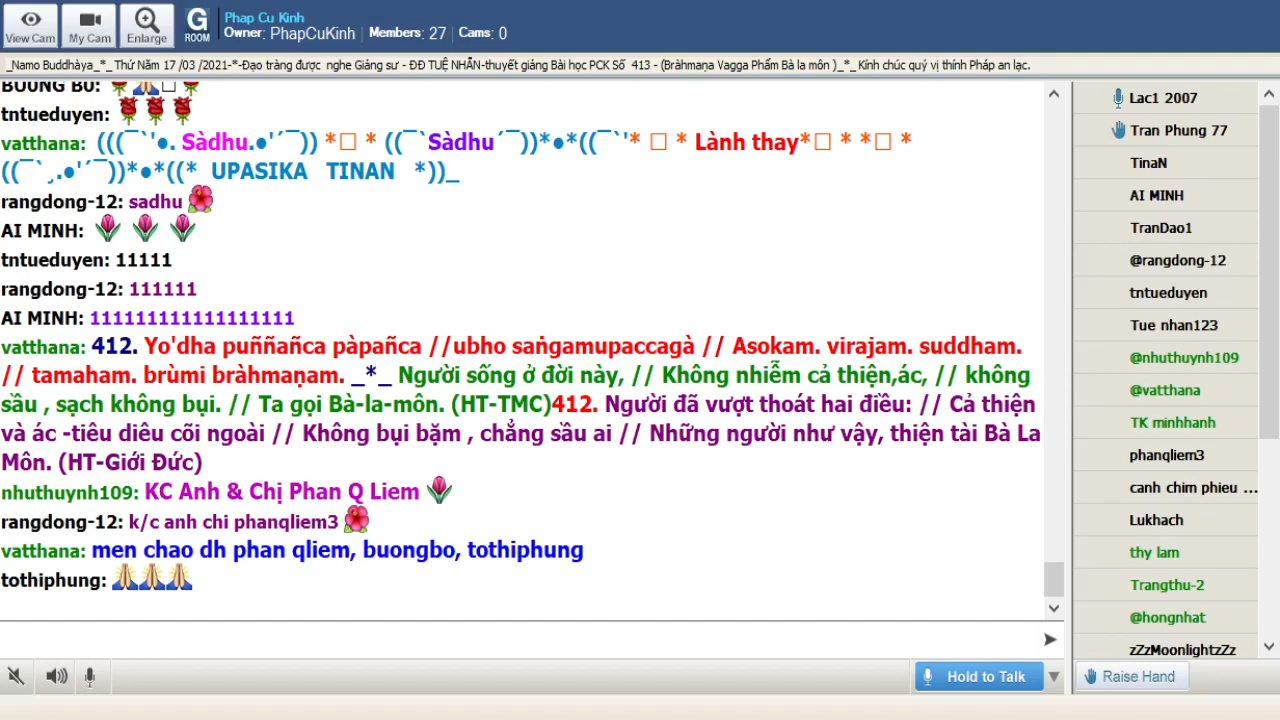 View Cam
My Cam
Enlarge
G
ROOM
Phap Cu Kinh
Owner: PhapCuKinh Members: 27 Cams: 0
_Namo Buddhàya_*_ Thứ Năm 17 /03 /2021-*-Đạo tràng được nghe Giảng sư - ĐĐ TUỆ NHẪN-thuyết giảng Bài học PCK Số 413 - (Bràhmaṇa Vagga Phẩm Bà la môn )_*_ Kính chúc quý vị thính Pháp an lạc.
BUONG BO:
tntueduyen:
vatthana: (((¯`'•. Sàdhu.•'´¯)) *□ * ((¯`Sàdhu´¯))*•*((¯`'* □ * Lành thay*□ * *□ *
((¯`¸.•'´¯))*•*((* UPASIKA TINAN *))_
rangdong-12: sadhu
AI MINH:
tntueduyen: 11111
rangdong-12: 111111
AI MINH: 111111111111111111
vatthana: 412. Yo'dha puññañca pàpañca //ubho saṅgamupaccagà // Asokam. virajam. suddham.
// tamaham. brùmi bràhmaṇam. _*_ Người sống ở đời này, // Không nhiễm cả thiện,ác, // không
sầu , sạch không bụi. // Ta gọi Bà-la-môn. (HT-TMC)412. Người đã vượt thoát hai điều: // Cả thiện
và ác -tiêu diêu cõi ngoài // Không bụi bặm , chẳng sầu ai // Những người như vậy, thiện tài Bà La
Môn. (HT-Giới Đức)
nhuthuynh109: KC Anh & Chị Phan Q Liem
rangdong-12: k/c anh chi phanqliem3
vatthana: men chao dh phan qliem, buongbo, tothiphung
tothiphung:
Hold to Talk
Lac1 2007
Tran Phung 77
TinaN
AI MINH
TranDao1
@rangdong-12
tntueduyen
Tue nhan123
@nhuthuynh109
@vatthana
TK minhhanh
phanqliem3
canh chim phieu ...
Lukhach
thy lam
Trangthu-2
@hongnhat
zZzMoonlightzZz
Raise Hand